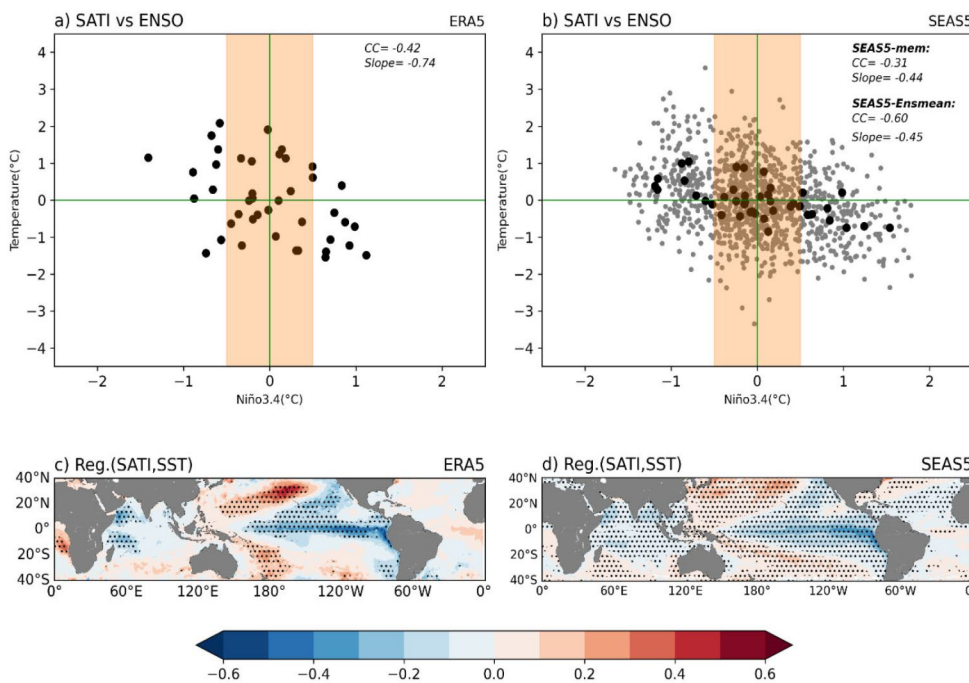 a) SATI vs ENSO ERA5
CC= -0.42
Slope= -0.74
4
3
2
1
0
−1
−2
−3
−4
Temperature(°C)
−2 −1 0 1 2
Niño3.4(°C)
b) SATI vs ENSO SEAS5
SEAS5-mem:
CC= -0.31
Slope= -0.44
SEAS5-Ensmean:
CC= -0.60
Slope= -0.45
4
3
2
1
0
−1
−2
−3
−4
Temperature(°C)
−2 −1 0 1 2
Niño3.4(°C)
c) Reg.(SATI,SST) ERA5
40°N
20°N
0°
20°S
40°S
0° 60°E 120°E 180° 120°W 60°W 0°
d) Reg.(SATI,SST) SEAS5
40°N
20°N
0°
20°S
40°S
0° 60°E 120°E 180° 120°W 60°W 0°
−0.6 −0.4 −0.2 0.0 0.2 0.4 0.6